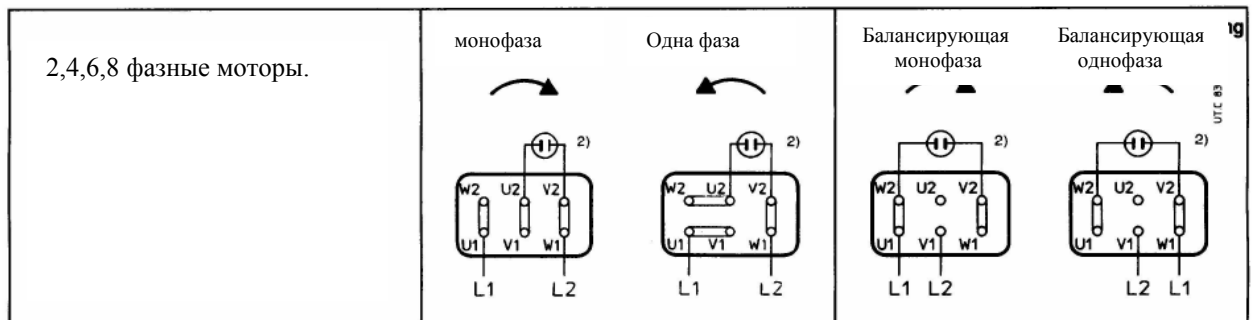 2,4,6,8 фазные моторы.
монофаза
Одна фаза
Балансирующая
монофаза
Балансирующая
однофаза
UT.C 83
2)
W2 U2 V2
U1 V1 W1
L1 L2
2)
W2 U2 V2
U1 V1 W1
L1 L2
2)
W2 U2 V2
U1 V1 W1
L1 L2
2)
W2 U2 V2
U1 V1 W1
L2 L1